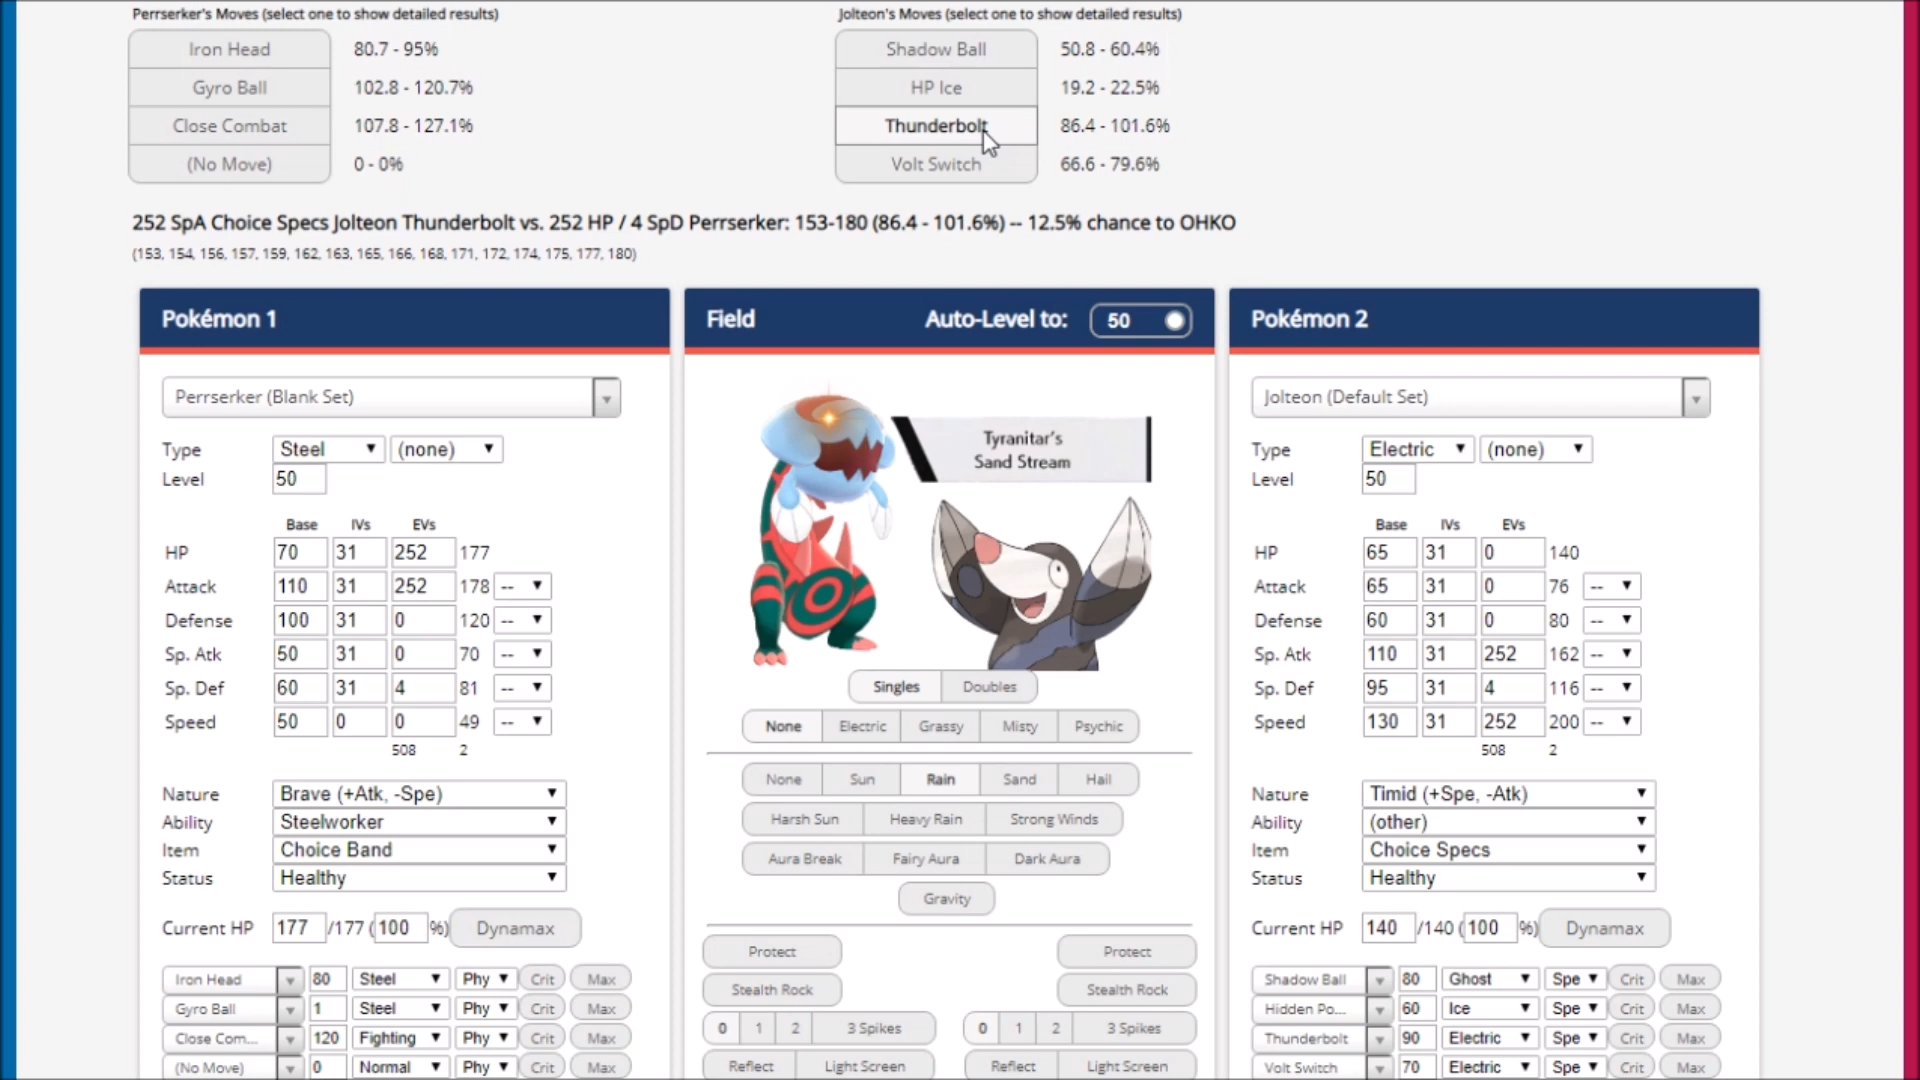 Perrserker's Moves (select one to show detailed results)
Iron Head 80.7 - 95%
Gyro Ball 102.8 - 120.7%
Close Combat 107.8 - 127.1%
(No Move) 0 - 0%
Jolteon's Moves (select one to show detailed results)
Shadow Ball 50.8 - 60.4%
HP Ice 19.2 - 22.5%
Thunderbolt 86.4 - 101.6%
Volt Switch 66.6 - 79.6%
252 SpA Choice Specs Jolteon Thunderbolt vs. 252 HP / 4 SpD Perrserker: 153-180 (86.4 - 101.6%) -- 12.5% chance to OHKO
(153, 154, 156, 157, 159, 162, 163, 165, 166, 168, 171, 172, 174, 175, 177, 180)
Pokémon 1
Perrserker (Blank Set)
Type Steel (none)
Level 50
Base IVs EVs
HP 70 31 252 177
Attack 110 31 252 178 --
Defense 100 31 0 120 --
Sp. Atk 50 31 0 70 --
Sp. Def 60 31 4 81 --
Speed 50 0 0 49 --
508 2
Nature Brave (+Atk, -Spe)
Ability Steelworker
Item Choice Band
Status Healthy
Current HP 177 /177 (100 %) Dynamax
Iron Head 80 Steel Phy Crit Max
Gyro Ball 1 Steel Phy Crit Max
Close Com... 120 Fighting Phy Crit Max
(No Move) 0 Normal Phy Crit Max
Field Auto-Level to: 50
Tyranitar's
Sand Stream
Singles Doubles
None Electric Grassy Misty Psychic
None Sun Rain Sand Hail
Harsh Sun Heavy Rain Strong Winds
Aura Break Fairy Aura Dark Aura
Gravity
Protect Protect
Stealth Rock Stealth Rock
0 1 2 3 Spikes 0 1 2 3 Spikes
Reflect Light Screen Reflect Light Screen
Pokémon 2
Jolteon (Default Set)
Type Electric (none)
Level 50
Base IVs EVs
HP 65 31 0 140
Attack 65 31 0 76 --
Defense 60 31 0 80 --
Sp. Atk 110 31 252 162 --
Sp. Def 95 31 4 116 --
Speed 130 31 252 200 --
508 2
Nature Timid (+Spe, -Atk)
Ability (other)
Item Choice Specs
Status Healthy
Current HP 140 /140 (100 %) Dynamax
Shadow Ball 80 Ghost Spe Crit Max
Hidden Po... 60 Ice Spe Crit Max
Thunderbolt 90 Electric Spe Crit Max
Volt Switch 70 Electric Spe Crit Max